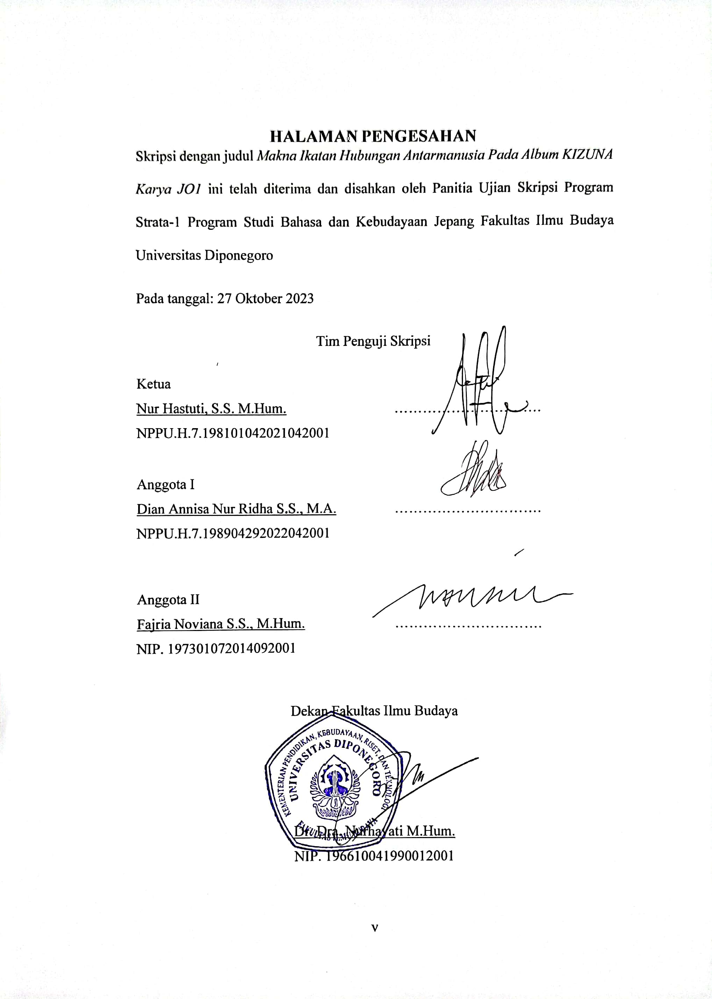 HALAMAN PENGESAHAN
Skripsi dengan judul Makna Ikatan Hubungan Antarmanusia Pada Album KIZUNA
Karya JO1 ini telah diterima dan disahkan oleh Panitia Ujian Skripsi Program
Strata-1 Program Studi Bahasa dan Kebudayaan Jepang Fakultas Ilmu Budaya
Universitas Diponegoro
Pada tanggal: 27 Oktober 2023
Tim Penguji Skripsi
Ketua
Nur Hastuti, S.S. M.Hum.
NPPU.H.7.198101042021042001
Anggota I
Dian Annisa Nur Ridha S.S., M.A.
NPPU.H.7.198904292022042001
Anggota II
Fajria Noviana S.S., M.Hum.
NIP. 197301072014092001
Dekan Fakultas Ilmu Budaya
KEMENTERIAN PENDIDIKAN, KEBUDAYAAN, RISET, DAN TEKNOLOGI
UNIVERSITAS DIPONEGORO
FAKULTAS ILMU BUDAYA
Dr. Dra. Nurhayati M.Hum.
NIP. 196610041990012001
v